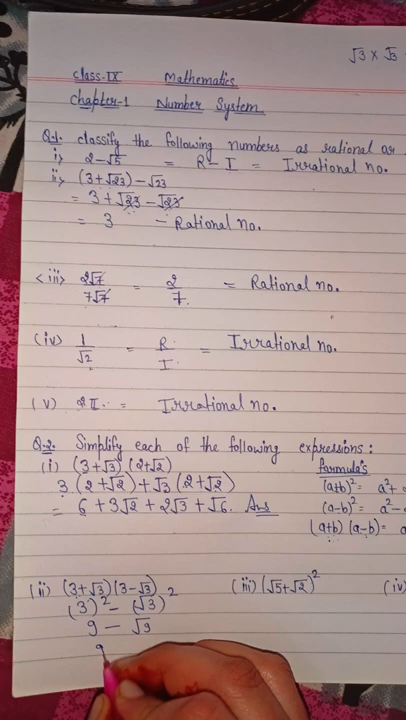 √3 × √3
Class-IX Mathematics
Chapter-1 Number System
Q.1. classify the following numbers as rational or
i) 2-√5 = R-I = Irrational no.
ii) (3+√23) - √23
= 3 + √23 - √23
= 3 - Rational no.
(iii) 2√7/7√7 = 2/7. = Rational no.
(iv) 1/√2 = R/I = Irrational no.
(v) 2π = Irrational no.
Q.2. Simplify each of the following expressions:
(i) (3+√3)(2+√2) formula's
3(2+√2)+√3(2+√2) (a+b)² = a²+
= 6+3√2+2√3+√6. Ans (a-b)² = a²-
(a+b)(a-b) = a
(ii) (3+√3)(3-√3) (iii) (√5+√2)² (iv)
(3)² - (√3)²
9 - √9
9